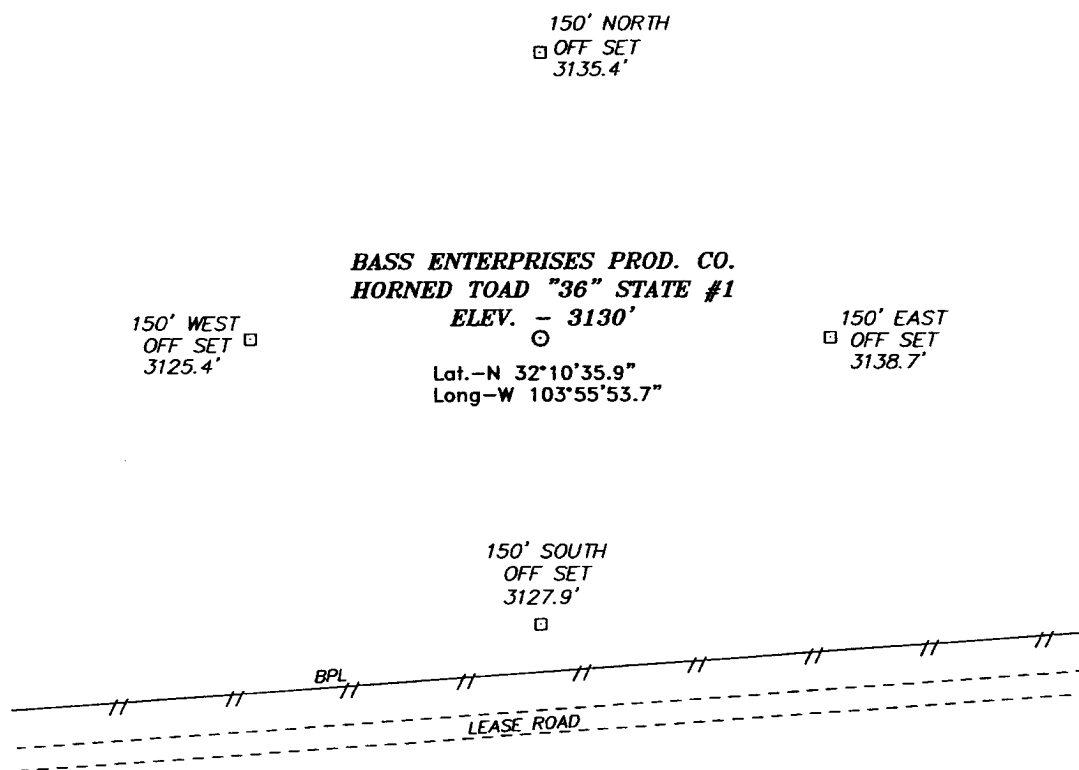 150' NORTH
OFF SET
3135.4'
BASS ENTERPRISES PROD. CO.
HORNED TOAD "36" STATE #1
ELEV. - 3130'
150' WEST
OFF SET
3125.4'
150' EAST
OFF SET
3138.7'
Lat.-N 32°10'35.9"
Long-W 103°55'53.7"
150' SOUTH
OFF SET
3127.9'
BPL
LEASE ROAD